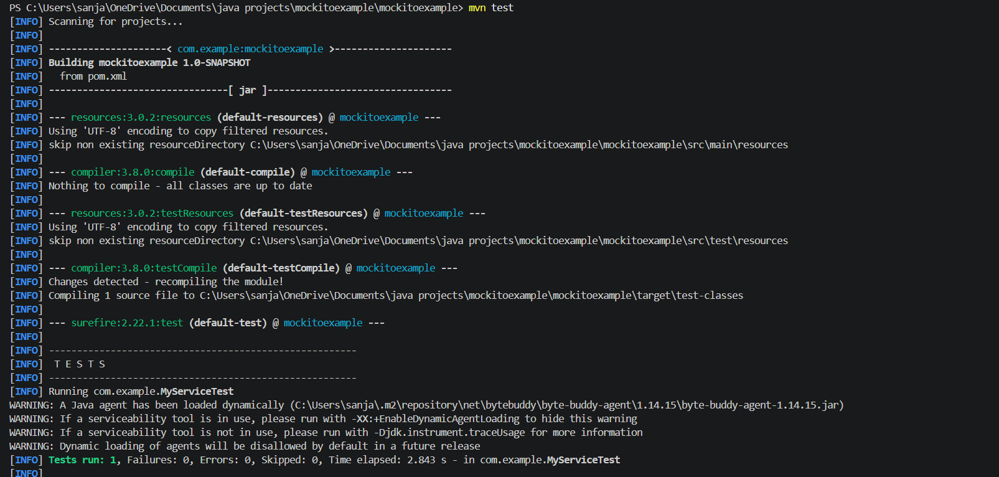 PS C:\Users\sanja\OneDrive\Documents\java projects\mockitoexample\mockitoexample> mvn test
[INFO] Scanning for projects...
[INFO]
[INFO] ---------------------< com.example:mockitoexample >----------------------
[INFO] Building mockitoexample 1.0-SNAPSHOT
[INFO]   from pom.xml
[INFO] --------------------------------[ jar ]---------------------------------
[INFO]
[INFO] --- resources:3.0.2:resources (default-resources) @ mockitoexample ---
[INFO] Using 'UTF-8' encoding to copy filtered resources.
[INFO] skip non existing resourceDirectory C:\Users\sanja\OneDrive\Documents\java projects\mockitoexample\mockitoexample\src\main\resources
[INFO]
[INFO] --- compiler:3.8.0:compile (default-compile) @ mockitoexample ---
[INFO] Nothing to compile - all classes are up to date
[INFO]
[INFO] --- resources:3.0.2:testResources (default-testResources) @ mockitoexample ---
[INFO] Using 'UTF-8' encoding to copy filtered resources.
[INFO] skip non existing resourceDirectory C:\Users\sanja\OneDrive\Documents\java projects\mockitoexample\mockitoexample\src\test\resources
[INFO]
[INFO] --- compiler:3.8.0:testCompile (default-testCompile) @ mockitoexample ---
[INFO] Changes detected - recompiling the module!
[INFO] Compiling 1 source file to C:\Users\sanja\OneDrive\Documents\java projects\mockitoexample\mockitoexample\target\test-classes
[INFO]
[INFO] --- surefire:2.22.1:test (default-test) @ mockitoexample ---
[INFO]
[INFO] -------------------------------------------------------
[INFO]  T E S T S
[INFO] -------------------------------------------------------
[INFO] Running com.example.MyServiceTest
WARNING: A Java agent has been loaded dynamically (C:\Users\sanja\.m2\repository\net\bytebuddy\byte-buddy-agent\1.14.15\byte-buddy-agent-1.14.15.jar)
WARNING: If a serviceability tool is in use, please run with -XX:+EnableDynamicAgentLoading to hide this warning
WARNING: If a serviceability tool is not in use, please run with -Djdk.instrument.traceUsage for more information
WARNING: Dynamic loading of agents will be disallowed by default in a future release
[INFO] Tests run: 1, Failures: 0, Errors: 0, Skipped: 0, Time elapsed: 2.843 s - in com.example.MyServiceTest
[INFO]